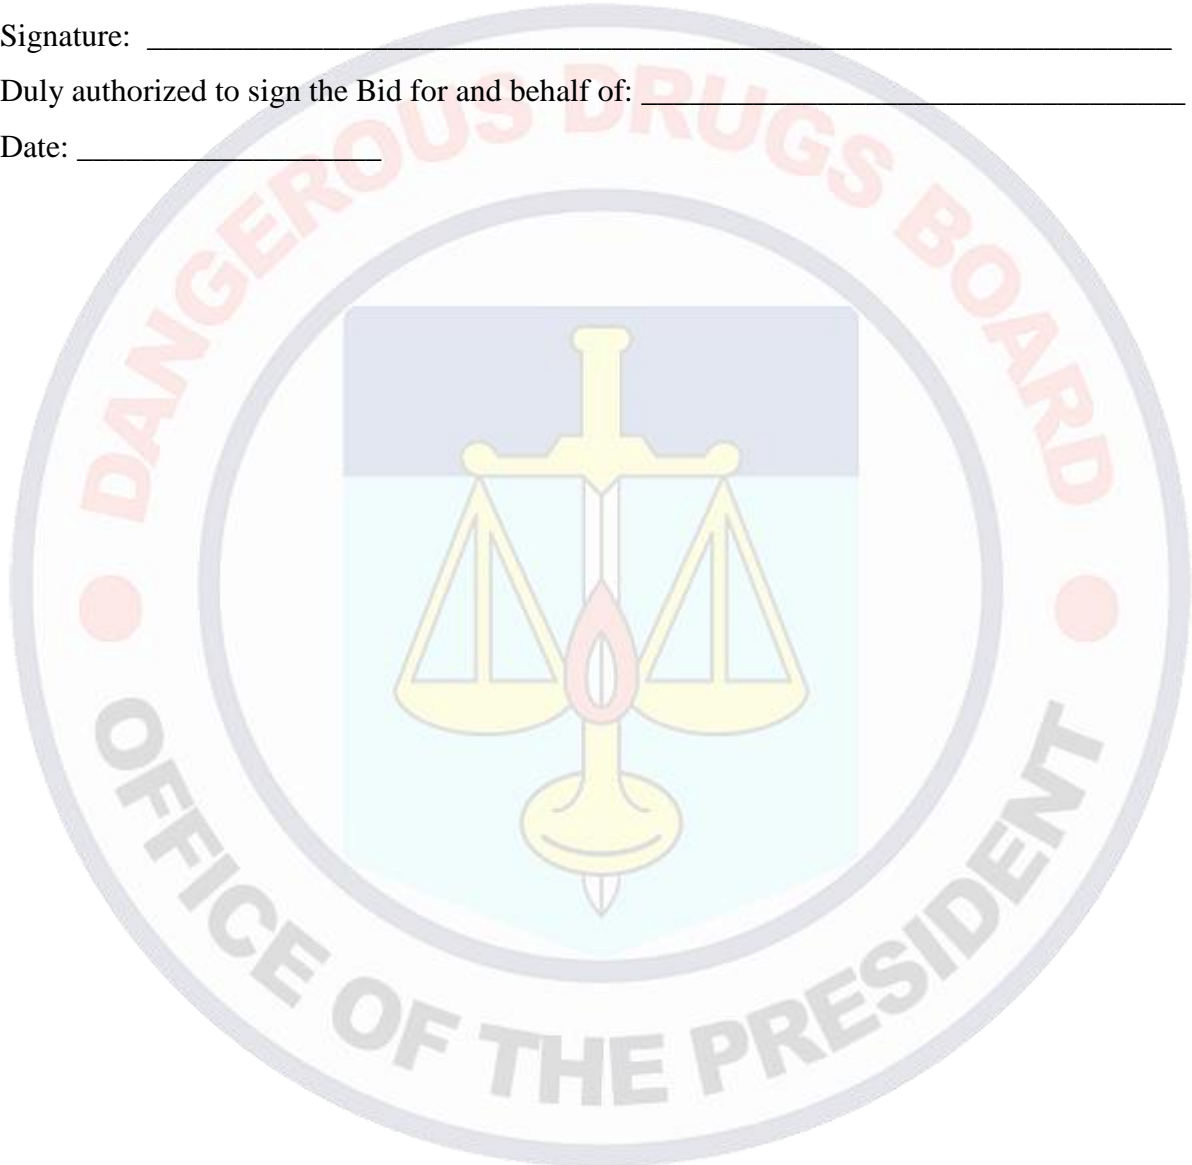 Signature: ________________________________________________________________
Duly authorized to sign the Bid for and behalf of: __________________________________
Date: ___________________
DANGEROUS DRUGS BOARD
OFFICE OF THE PRESIDENT